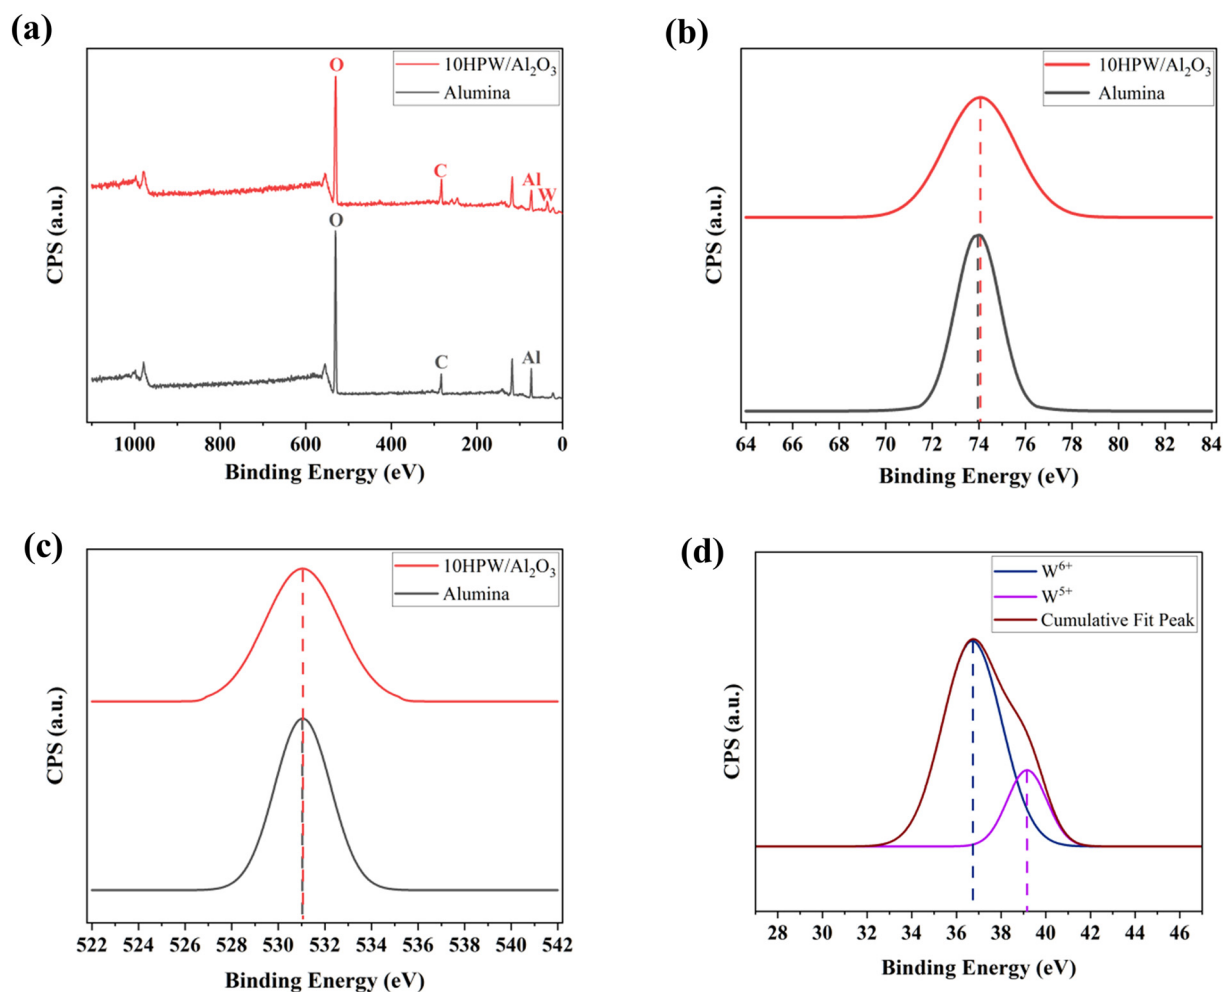 (a)
10HPW/Al₂O₃
Alumina
O
C
Al
W
O
C
Al
CPS (a.u.)
1000 800 600 400 200 0
Binding Energy (eV)
(b)
10HPW/Al₂O₃
Alumina
CPS (a.u.)
64 66 68 70 72 74 76 78 80 82 84
Binding Energy (eV)
(c)
10HPW/Al₂O₃
Alumina
CPS (a.u.)
522 524 526 528 530 532 534 536 538 540 542
Binding Energy (eV)
(d)
W⁶⁺
W⁵⁺
Cumulative Fit Peak
CPS (a.u.)
28 30 32 34 36 38 40 42 44 46
Binding Energy (eV)